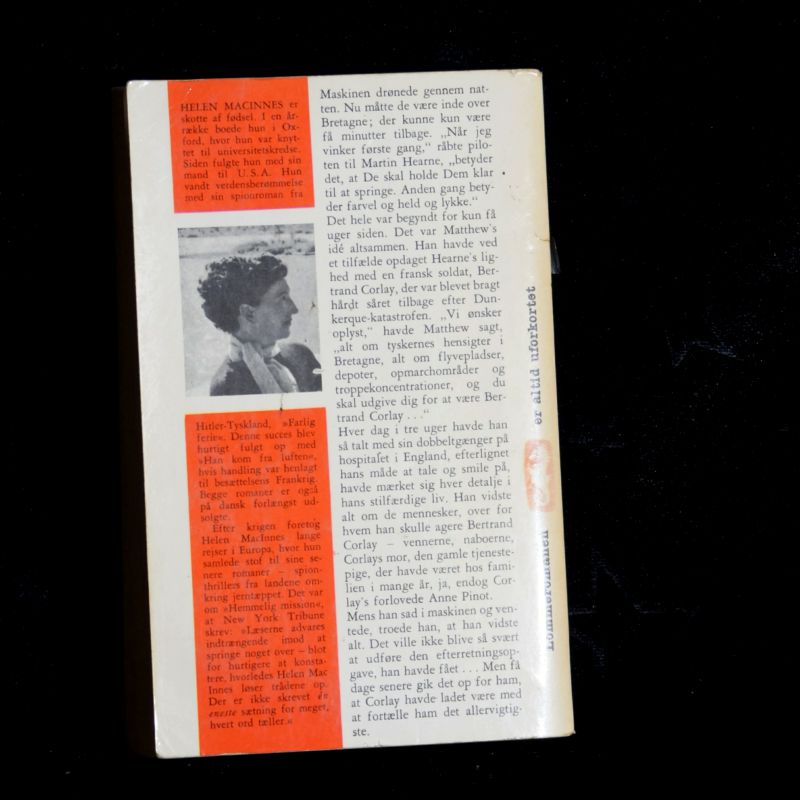 HELEN MACINNES er
skotte af fødsel. I en år-
række boede hun i Ox-
ford, hvor hun var knyt-
tet til universitetskredse.
Siden fulgte hun med sin
mand til U.S.A. Hun
vandt verdensberømmelse
med sin spionroman fra
Hitler-Tyskland, »Farlig
ferie«. Denne succes blev
hurtigt fulgt op med
»Han kom fra luften«,
hvis handling var henlagt
til besættelsens Frankrig.
Begge romaner er også
på dansk forlængst ud-
solgte.
Efter krigen foretog
Helen MacInnes lange
rejser i Europa, hvor hun
samlede stof til sine se-
nere romaner – spion-
thrillers fra landene om-
kring jerntæppet. Det var
om »Hemmelig mission«,
at New York Tribune
skrev: »Læserne advares
indtrængende imod at
springe noget over – blot
for hurtigere at konsta-
tere, hvorledes Helen Mac
Innes løser trådene op.
Der er ikke skrevet én
eneste sætning for meget,
hvert ord tæller.«
Maskinen drønede gennem nat-
ten. Nu måtte de være inde over
Bretagne; der kunne kun være
få minutter tilbage. „Når jeg
vinker første gang,“ råbte pilo-
ten til Martin Hearne, „betyder
det, at De skal holde Dem klar
til at springe. Anden gang bety-
der farvel og held og lykke.“
Det hele var begyndt for kun få
uger siden. Det var Matthew's
idé altsammen. Han havde ved
et tilfælde opdaget Hearne's lig-
hed med en fransk soldat, Ber-
trand Corlay, der var blevet bragt
hårdt såret tilbage efter Dun-
kerque-katastrofen. „Vi ønsker
oplyst,“ havde Matthew sagt,
„alt om tyskernes hensigter i
Bretagne, alt om flyvepladser,
depoter, opmarchområder og
troppekoncentrationer, og du
skal udgive dig for at være Ber-
trand Corlay . . .“
Hver dag i tre uger havde han
så talt med sin dobbeltgænger på
hospitalet i England, efterlignet
hans måde at tale og smile på,
havde mærket sig hver detalje i
hans stilfærdige liv. Han vidste
alt om de mennesker, over for
hvem han skulle agere Bertrand
Corlay – vennerne, naboerne,
Corlays mor, den gamle tjeneste-
pige, der havde været hos fami-
lien i mange år, ja, endog Cor-
lay's forlovede Anne Pinot.
Mens han sad i maskinen og ven-
tede, troede han, at han vidste
alt. Det ville ikke blive så svært
at udføre den efterretningsop-
gave, han havde fået . . . Men få
dage senere gik det op for ham,
at Corlay havde ladet være med
at fortælle ham det allervigtig-
ste.
Lommeromanen er altid uforkortet